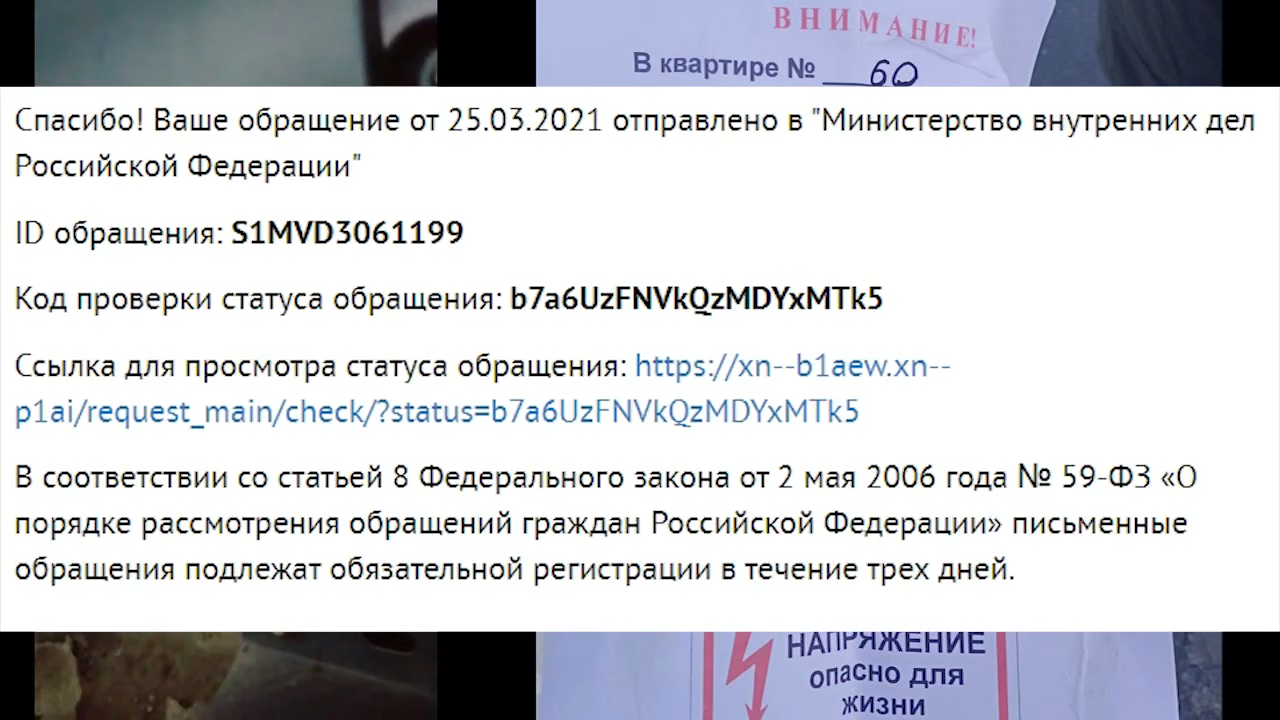 ВНИМАНИЕ!
В квартире № 60
Спасибо! Ваше обращение от 25.03.2021 отправлено в "Министерство внутренних дел
Российской Федерации"
ID обращения: S1MVD3061199
Код проверки статуса обращения: b7a6UzFNVkQzMDYxMTk5
Ссылка для просмотра статуса обращения: https://xn--b1aew.xn--
p1ai/request_main/check/?status=b7a6UzFNVkQzMDYxMTk5
В соответствии со статьей 8 Федерального закона от 2 мая 2006 года № 59-ФЗ «О
порядке рассмотрения обращений граждан Российской Федерации» письменные
обращения подлежат обязательной регистрации в течение трех дней.
НАПРЯЖЕНИЕ
опасно для
жизни